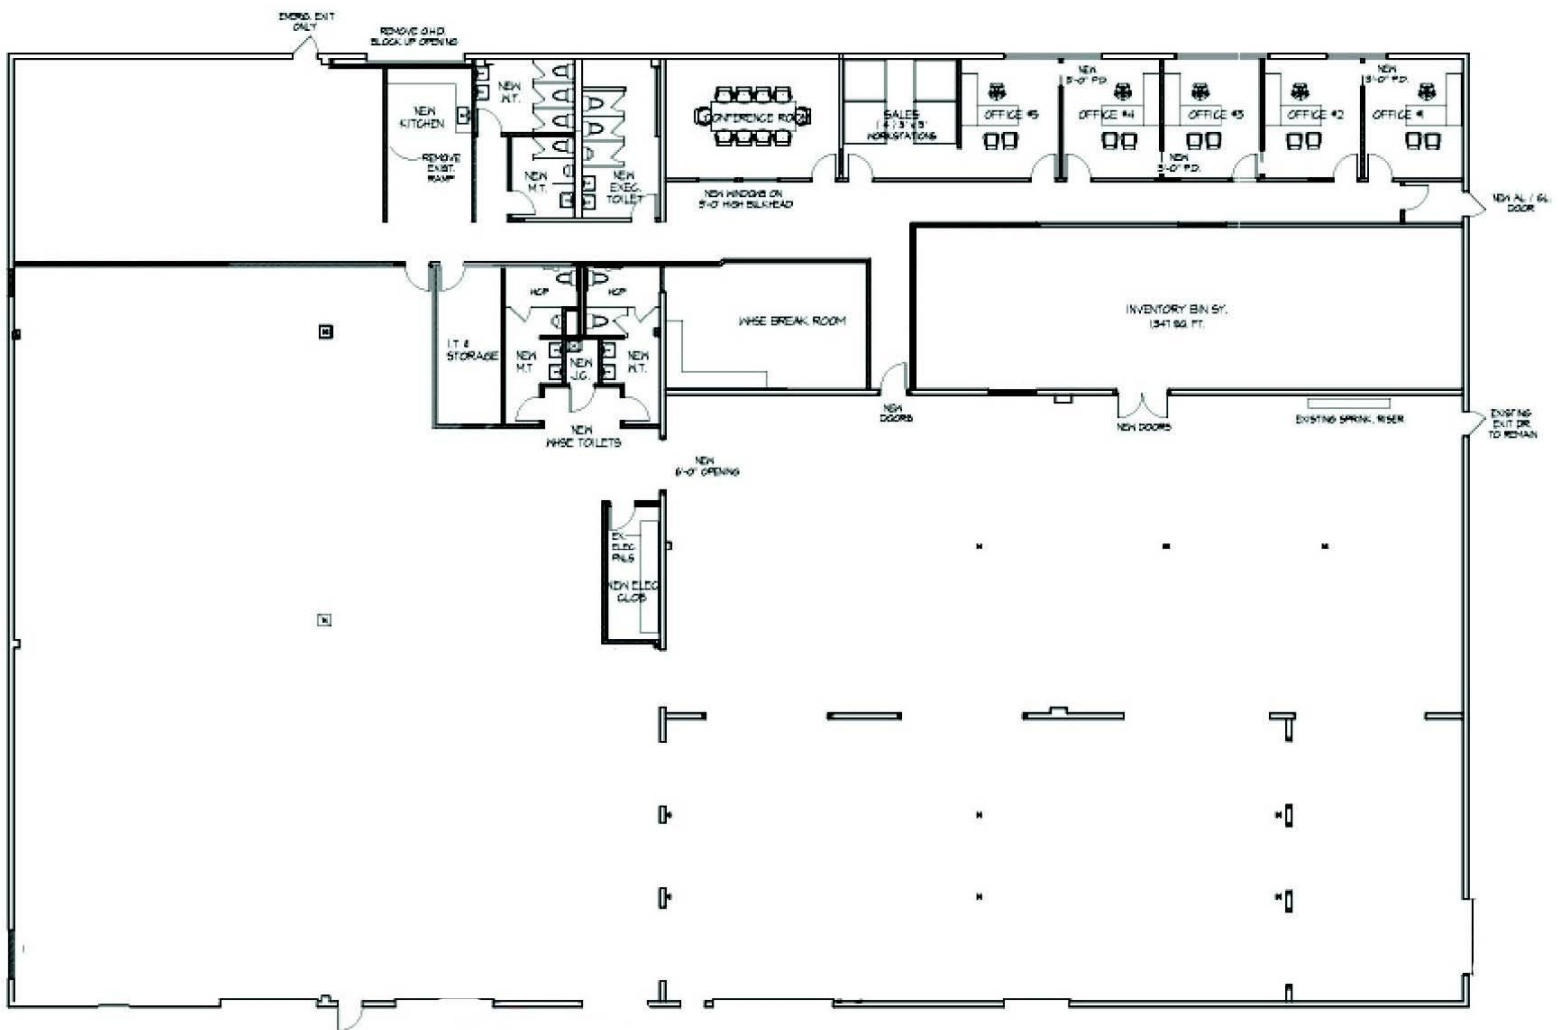 EMERG. EXIT
ONLY
REMOVE O.H.D.
BLOCK UP OPENING
NEW
KITCHEN
REMOVE
EXIST.
RAMP
NEW
W.T.
NEW
M.T.
NEW
EXEC.
TOILET
CONFERENCE ROOM
NEW WINDOWS ON
3'-0" HIGH BULKHEAD
SALES
WORKSTATIONS
OFFICE #5
NEW
3'-0" P.D.
OFFICE #4
NEW
3'-0" P.D.
OFFICE #3
OFFICE #2
NEW
3'-0" P.D.
OFFICE #1
NEW AL / GL
DOOR
HCP
HCP
I.T. &
STORAGE
NEW
M.T.
NEW
J.C.
NEW
W.T.
NEW
WHSE TOILETS
WHSE BREAK ROOM
INVENTORY BIN SY.
1347 SQ. FT.
NEW
DOORS
NEW DOORS
EXISTING SPRINK. RISER
EXISTING
EXIT DR.
TO REMAIN
NEW
6'-0" OPENING
EX.
ELEC
PNLS
NEW ELEC